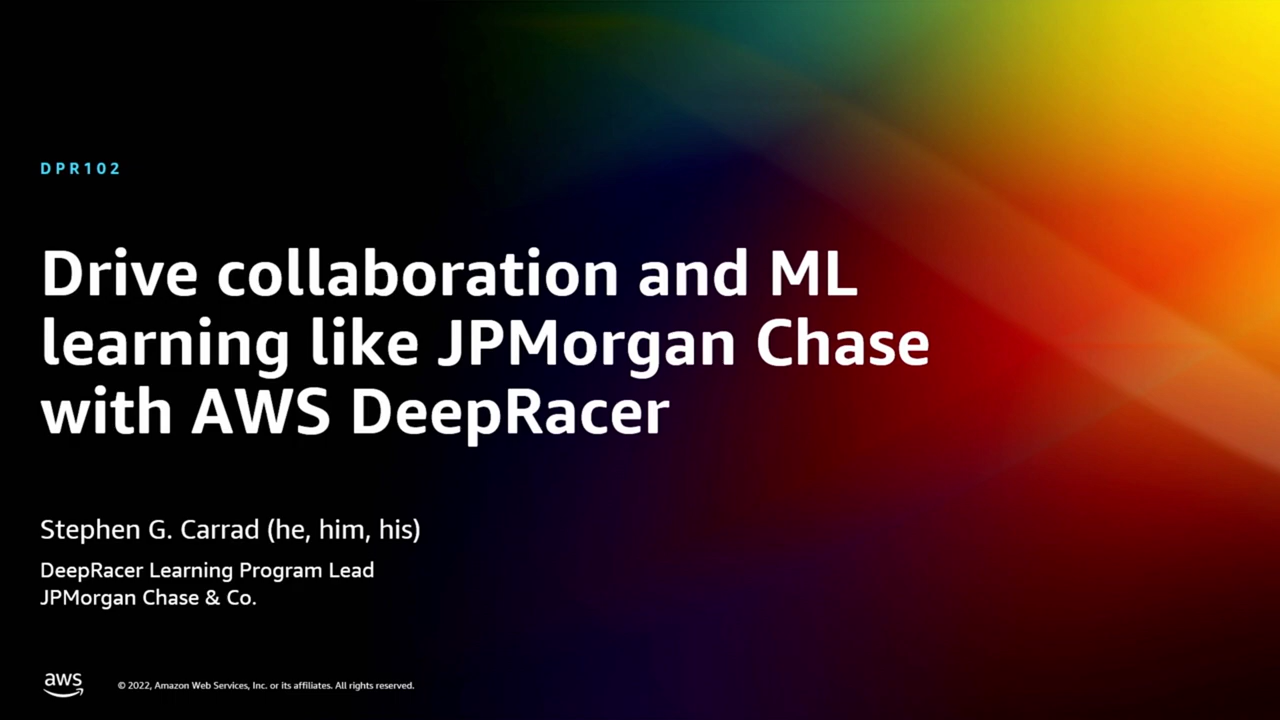 DPR102
Drive collaboration and ML
learning like JPMorgan Chase
with AWS DeepRacer
Stephen G. Carrad (he, him, his)
DeepRacer Learning Program Lead
JPMorgan Chase & Co.
aws
© 2022, Amazon Web Services, Inc. or its affiliates. All rights reserved.